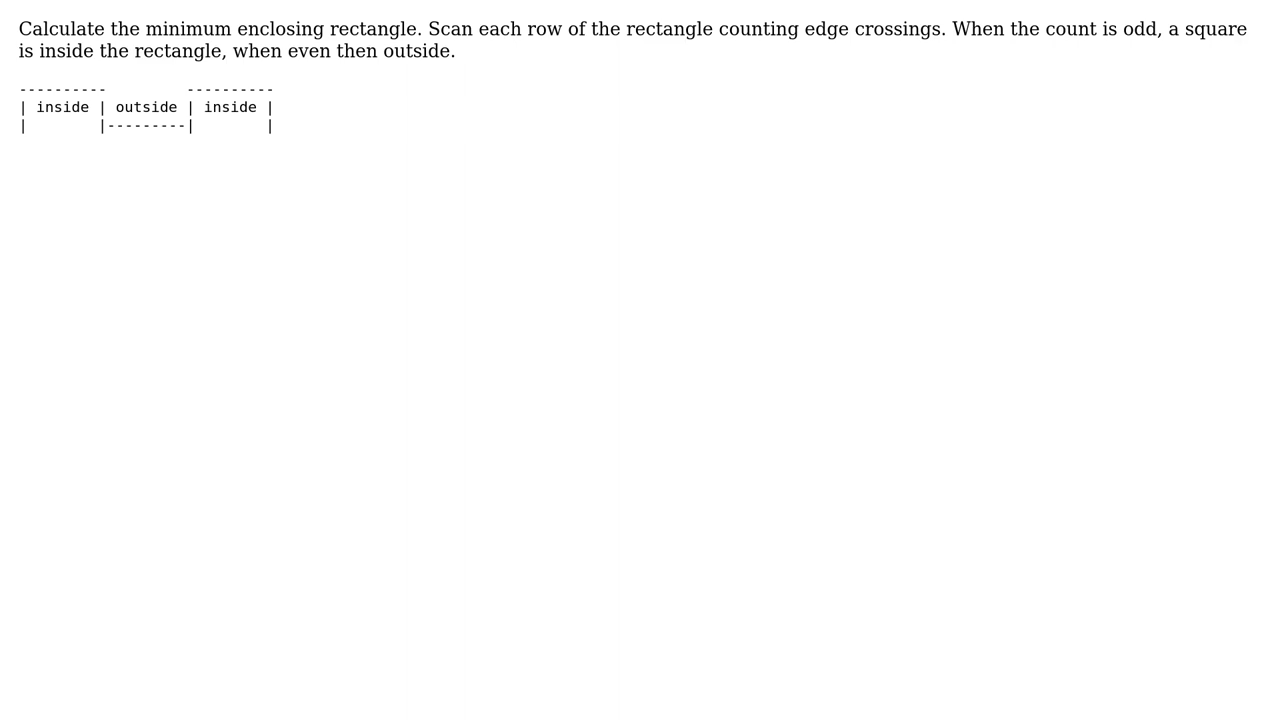 Calculate the minimum enclosing rectangle. Scan each row of the rectangle counting edge crossings. When the count is odd, a square
is inside the rectangle, when even then outside.
----------         ----------
| inside | outside | inside |
|        |---------|        |